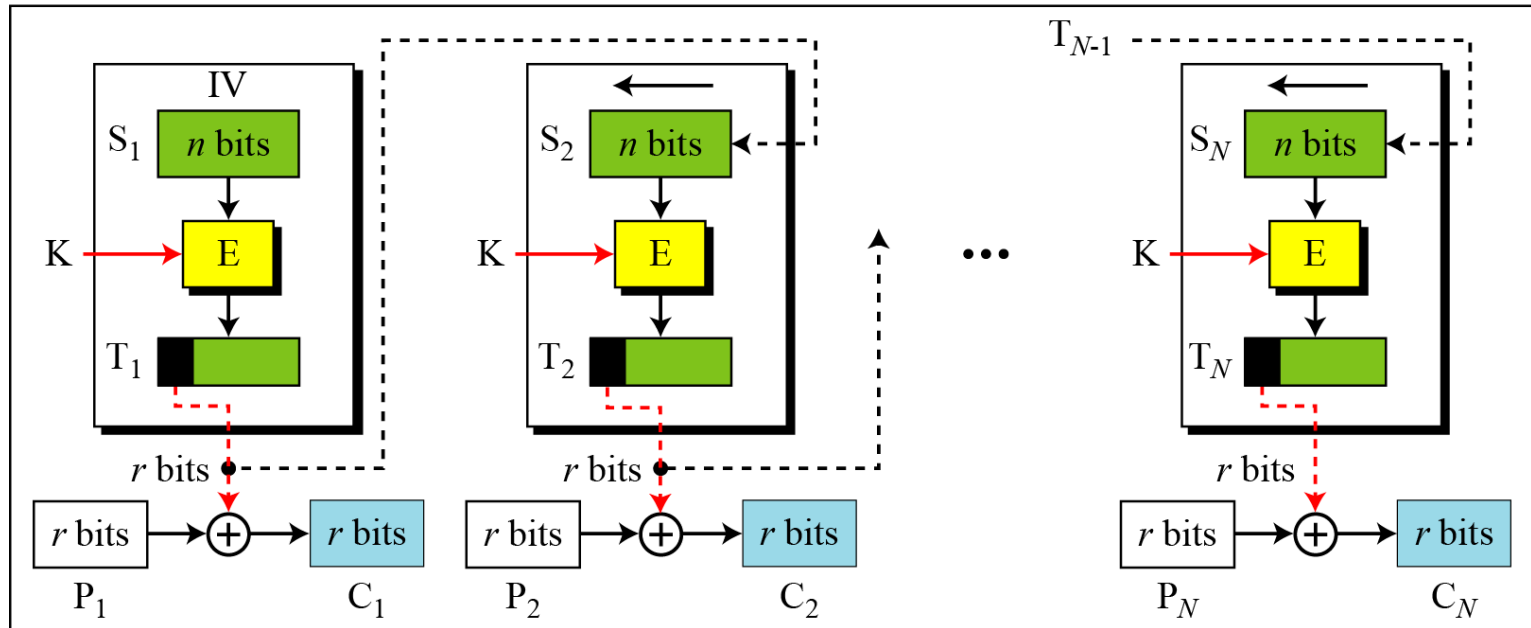 T_{N-1}
IV
S_1 n bits
S_2 n bits
S_N n bits
K E
K E
...
K E
T_1
T_2
T_N
r bits
r bits
r bits
r bits + r bits
r bits + r bits
r bits + r bits
P_1 C_1
P_2 C_2
P_N C_N